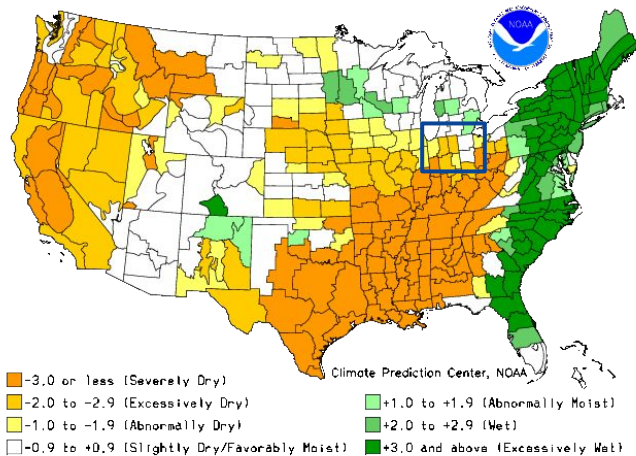 NOAA
Climate Prediction Center, NOAA
-3.0 or less (Severely Dry)
-2.0 to -2.9 (Excessively Dry)
-1.0 to -1.9 (Abnormally Dry)
-0.9 to +0.9 (Slightly Dry/Favorably Moist)
+1.0 to +1.9 (Abnormally Moist)
+2.0 to +2.9 (Wet)
+3.0 and above (Excessively Wet)